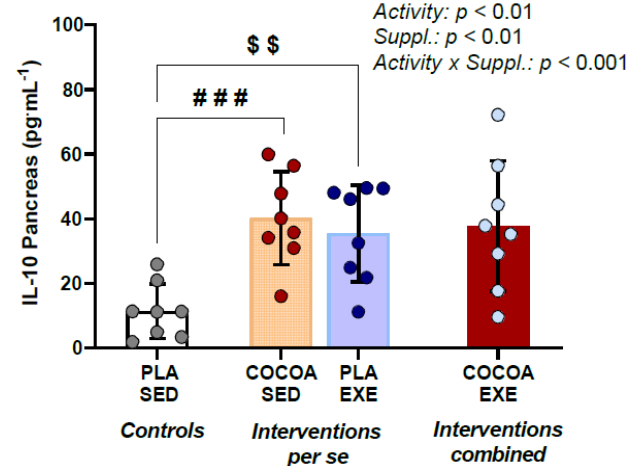 Activity: p < 0.01
Suppl.: p < 0.01
Activity x Suppl.: p < 0.001
$ $
# # #
IL-10 Pancreas (pg·mL⁻¹)
100
80
60
40
20
0
PLA SED
COCOA SED
PLA EXE
COCOA EXE
Controls
Interventions per se
Interventions combined